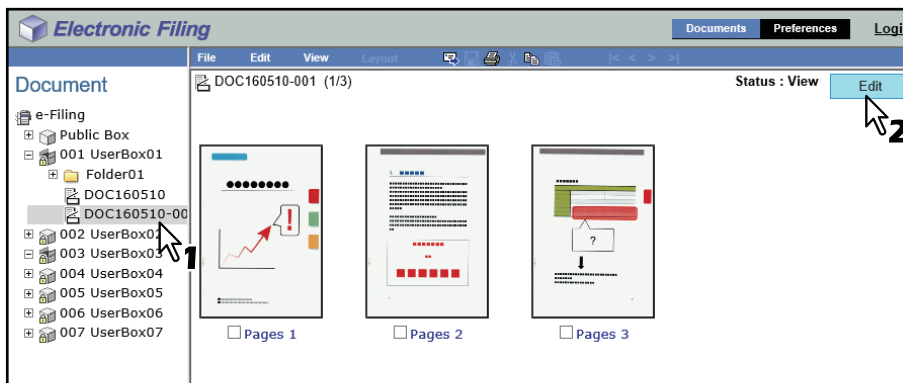 Electronic Filing
Documents Preferences Logi
File Edit View Layout |< < > >|
Document
DOC160510-001 (1/3)
Status : View
Edit
2
e-Filing
Public Box
001 UserBox01
Folder01
DOC160510
DOC160510-00
002 UserBox02
1
003 UserBox03
004 UserBox04
005 UserBox05
006 UserBox06
007 UserBox07
!
?
Pages 1
Pages 2
Pages 3